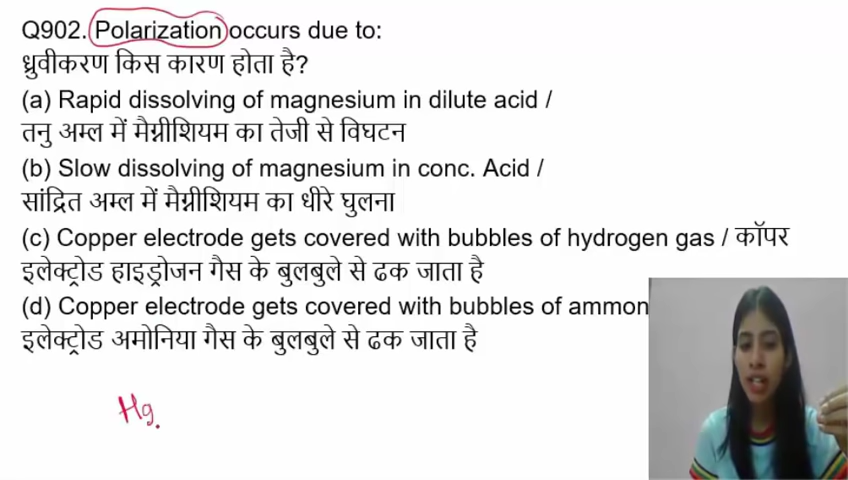 Q902. Polarization occurs due to:
ध्रुवीकरण किस कारण होता है?
(a) Rapid dissolving of magnesium in dilute acid /
तनु अम्ल में मैग्नीशियम का तेजी से विघटन
(b) Slow dissolving of magnesium in conc. Acid /
सांद्रित अम्ल में मैग्नीशियम का धीरे घुलना
(c) Copper electrode gets covered with bubbles of hydrogen gas / कॉपर
इलेक्ट्रोड हाइड्रोजन गैस के बुलबुले से ढक जाता है
(d) Copper electrode gets covered with bubbles of ammon
इलेक्ट्रोड अमोनिया गैस के बुलबुले से ढक जाता है
Hg